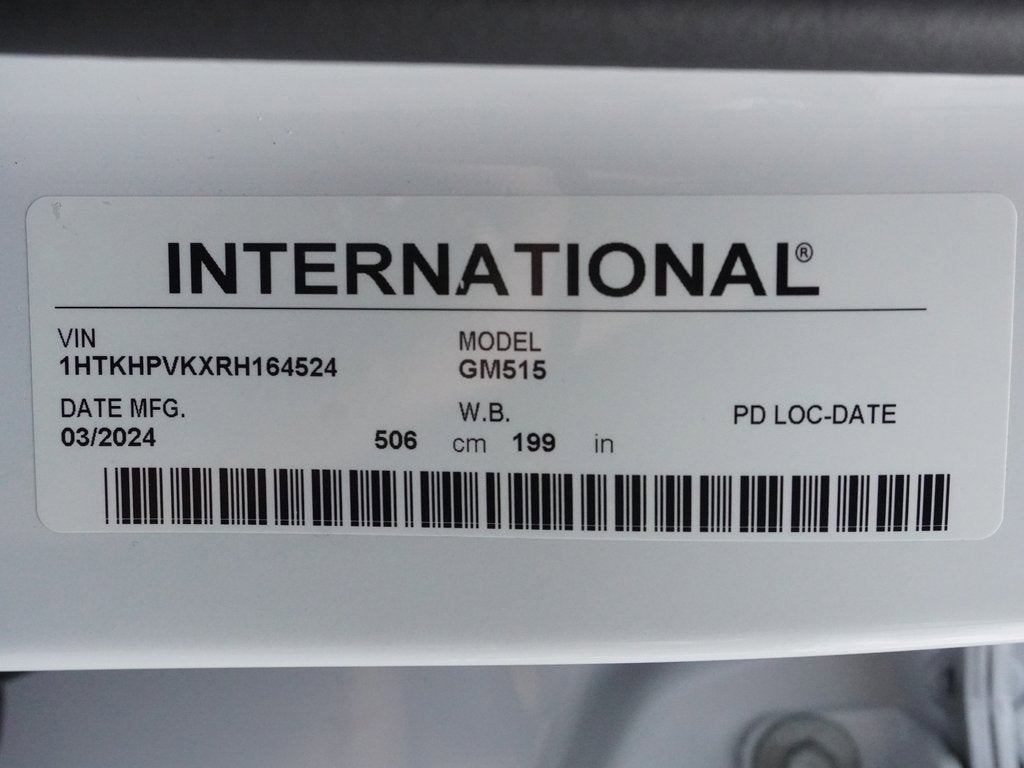 INTERNATIONAL®
VIN
1HTKHPVKXRH164524
MODEL
GM515
DATE MFG.
03/2024
W.B.
506 cm 199 in
PD LOC-DATE